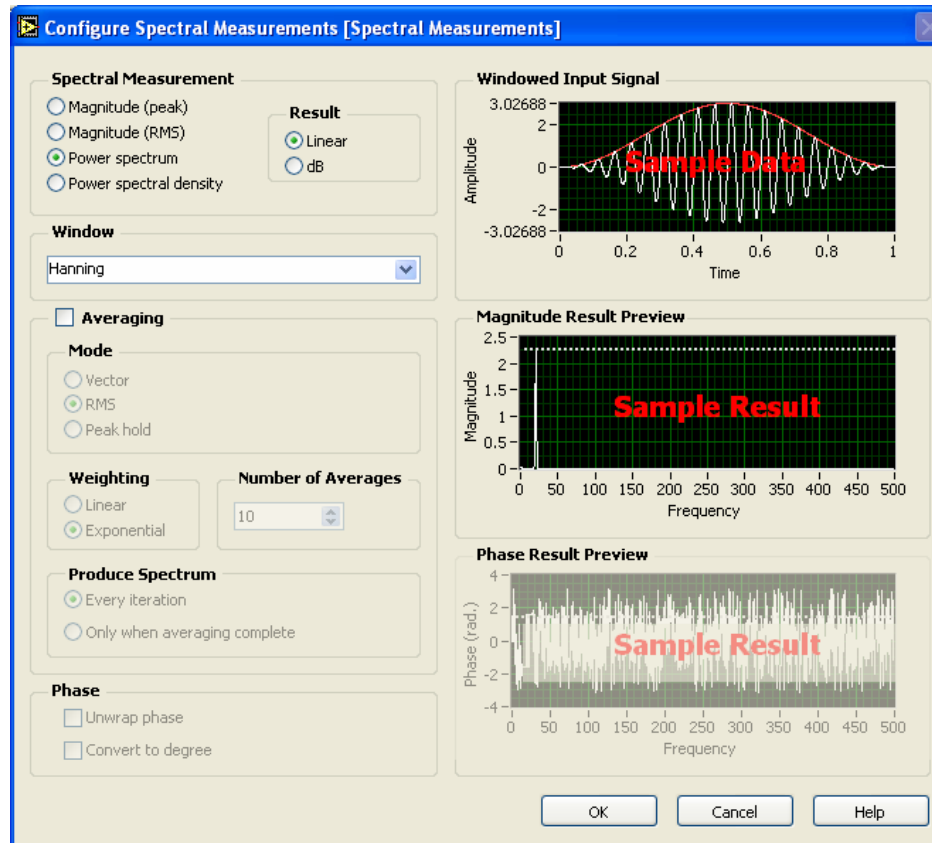 Configure Spectral Measurements [Spectral Measurements]
Spectral Measurement
Magnitude (peak)
Magnitude (RMS)
Power spectrum
Power spectral density
Result
Linear
dB
Window
Hanning
Averaging
Mode
Vector
RMS
Peak hold
Weighting
Linear
Exponential
Number of Averages
10
Produce Spectrum
Every iteration
Only when averaging complete
Phase
Unwrap phase
Convert to degree
Windowed Input Signal
Amplitude
3.02688
2
0
-2
-3.02688
Sample Data
0 0.2 0.4 0.6 0.8 1
Time
Magnitude Result Preview
Magnitude
2.5
2
1.5
1
0.5
0
Sample Result
0 50 100 150 200 250 300 350 400 450 500
Frequency
Phase Result Preview
Phase (rad.)
4
2
0
-2
-4
Sample Result
0 50 100 150 200 250 300 350 400 450 500
Frequency
OK
Cancel
Help